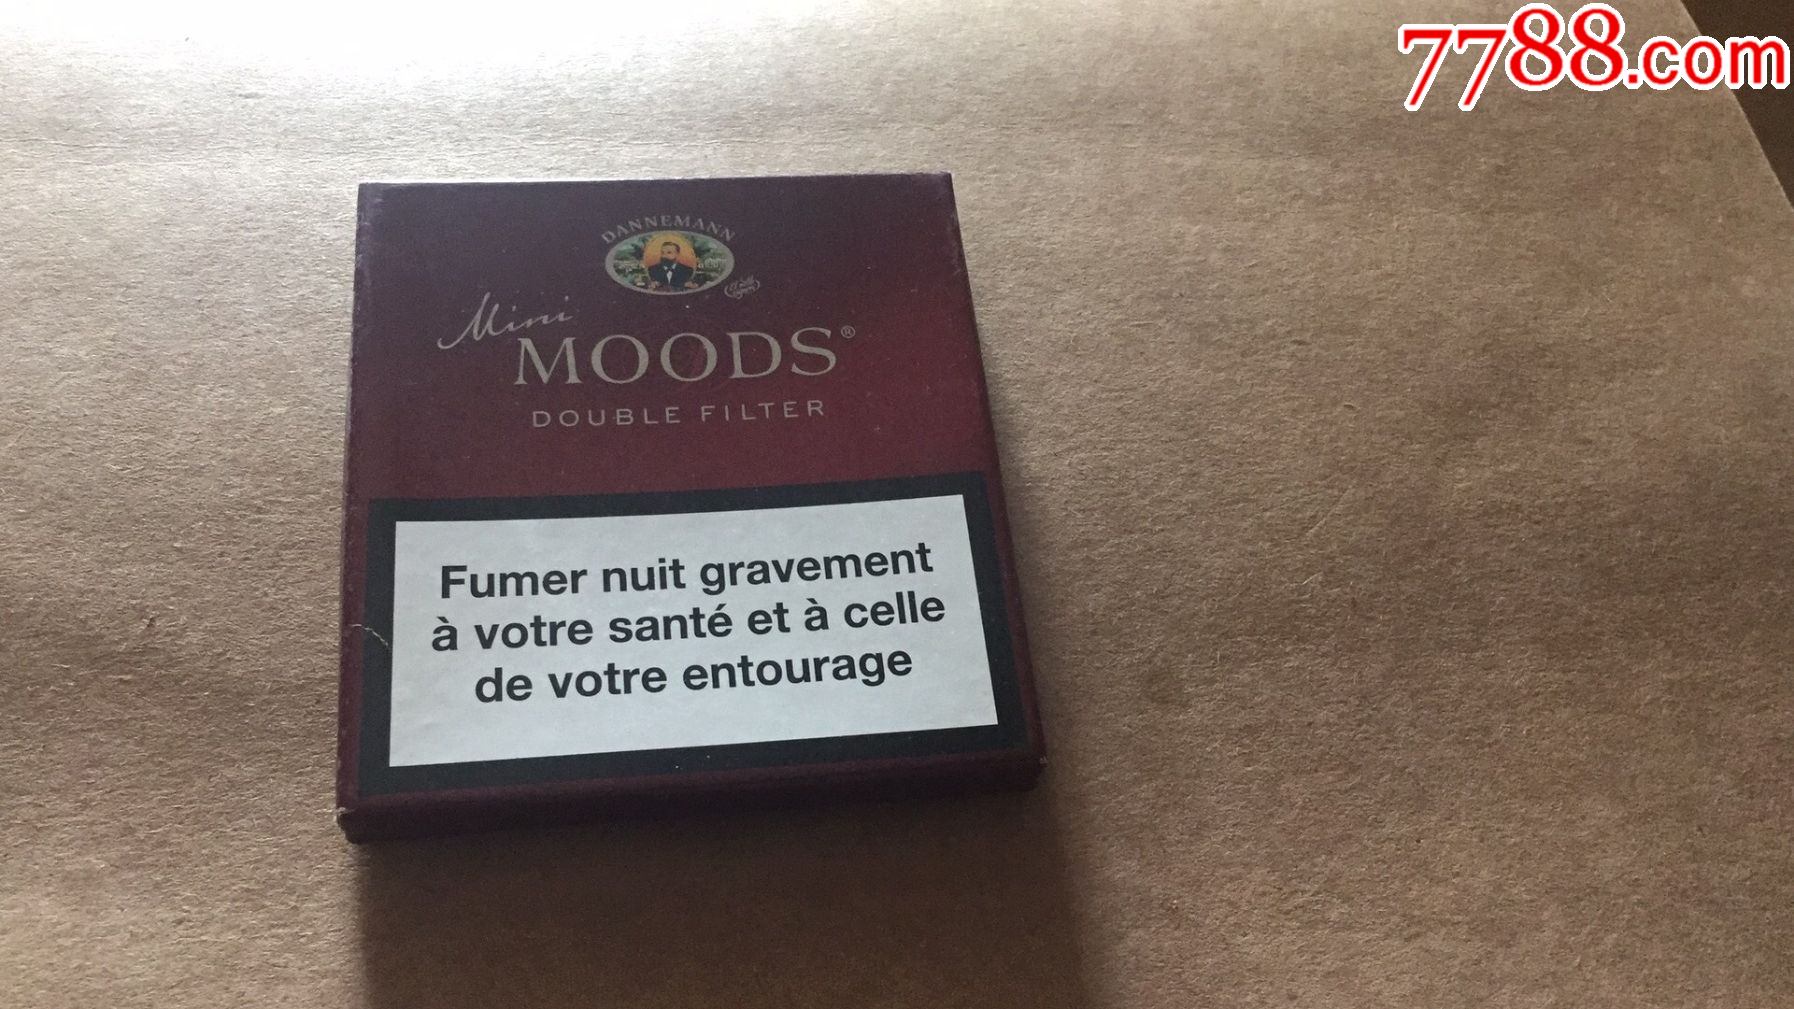 7788.com
DANNEMANN
Mini
MOODS®
DOUBLE FILTER
Fumer nuit gravement
à votre santé et à celle
de votre entourage